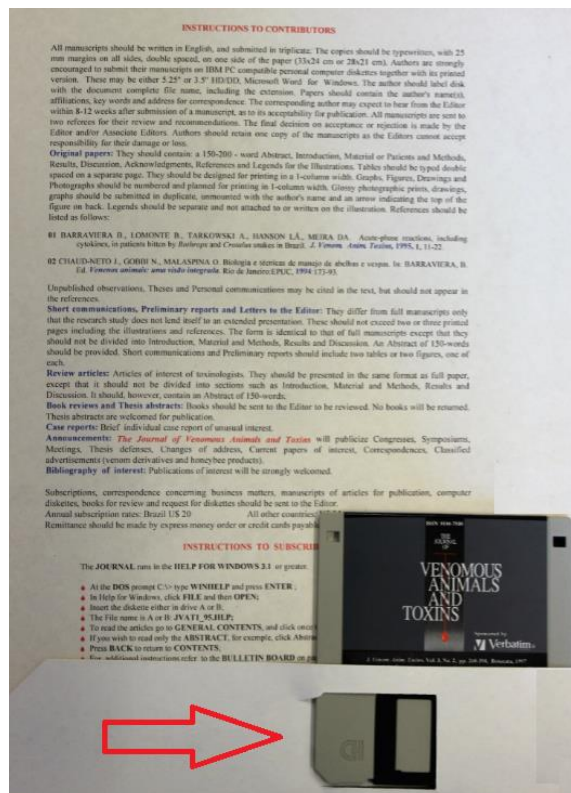 INSTRUCTIONS TO CONTRIBUTORS
All manuscripts should be written in English, and submitted in triplicate. The copies should be typewritten, with 25
mm margins on all sides, double spaced, on one side of the paper (33x24 cm or 28x21 cm). Authors are strongly
encouraged to submit their manuscripts on IBM PC compatible personal computer diskettes together with its printed
version. These may be either 5.25" or 3.5" HD/DD, Microsoft Word for Windows. The author should label disk
with the document complete file name, including the extension. Papers should contain the author's name(s),
affiliations, key words and address for correspondence. The corresponding author may expect to hear from the Editor
within 8-12 weeks after submission of a manuscript, as to its acceptability for publication. All manuscripts are sent to
two referees for their review and recommendations. The final decision on acceptance or rejection is made by the
Editor and/or Associate Editors. Authors should retain one copy of the manuscripts as the Editors cannot accept
responsibility for their damage or loss.
Original papers: They should contain: a 150-200 - word Abstract, Introduction, Material or Patients and Methods,
Results, Discussion, Acknowledgments, References and Legends for the Illustrations. Tables should be typed double
spaced on a separate page. They should be designed for printing in a 1-column width. Graphs, Figures, Drawings and
Photographs should be numbered and planned for printing in 1-column width. Glossy photographic prints, drawings,
graphs should be submitted in duplicate, immounted with the author's name and an arrow indicating the top of the
figure on back. Legends should be separate and not attached to or written on the illustration. References should be
listed as follows:
01 BARRAVIERA B., LOMONTE B., TARKOWSKI A., HANSON LÅ., MEIRA DA. Acute-phase reactions, including
cytokines, in patients bitten by Bothrops and Crotalus snakes in Brazil. J. Venom. Anim. Toxins, 1995, 1, 11-22.
02 CHAUD-NETO J., GOBBI N., MALASPINA O. Biologia e técnicas de manejo de abelhas e vespas. In: BARRAVIERA, B.
Ed. Venenos animais: uma visão integrada. Rio de Janeiro:EPUC, 1994:173-93.
Unpublished observations, Theses and Personal communications may be cited in the text, but should not appear in
the references.
Short communications, Preliminary reports and Letters to the Editor: They differ from full manuscripts only
that the research study does not lend itself to an extended presentation. These should not exceed two or three printed
pages including the illustrations and references. The form is identical to that of full manuscripts except that they
should not be divided into Introduction, Material and Methods, Results and Discussion. An Abstract of 150-words
should be provided. Short communications and Preliminary reports should include two tables or two figures, one of
each.
Review articles: Articles of interest of toxinologists. They should be presented in the same format as full paper,
except that it should not be divided into sections such as Introduction, Material and Methods, Results and
Discussion. It should, however, contain an Abstract of 150-words.
Book reviews and Thesis abstracts: Books should be sent to the Editor to be reviewed. No books will be returned.
Thesis abstracts are welcomed for publication.
Case reports: Brief individual case report of unusual interest.
Announcements: The Journal of Venomous Animals and Toxins will publicize Congresses, Symposiums,
Meetings, Thesis defenses, Changes of address, Current papers of interest, Correspondences, Classified
advertisements (venom derivatives and honeybee products).
Bibliography of interest: Publications of interest will be strongly welcomed.
Subscriptions, correspondence concerning business matters, manuscripts of articles for publication, computer
diskettes, books for review and request for diskettes should be sent to the Editor.
Annual subscription rates: Brazil U$ 20 All other countries:
Remittance should be made by express money order or credit cards payable
INSTRUCTIONS TO SUBSCRIB
The JOURNAL runs in the HELP FOR WINDOWS 3.1 or greater.
At the DOS prompt C:\> type WINHELP and press ENTER ;
In Help for Windows, click FILE and then OPEN;
Insert the diskette either in drive A or B;
The File name is A or B: JVATI_95.HLP;
To read the articles go to GENERAL CONTENTS, and click once
If you wish to read only the ABSTRACT, for exemple, click Abstra
Press BACK to return to CONTENTS.
For additional instructions refer to the BULLETIN BOARD on
THE
JOURNAL
OF
VENOMOUS
ANIMALS
AND
TOXINS
Sponsored by
Verbatim